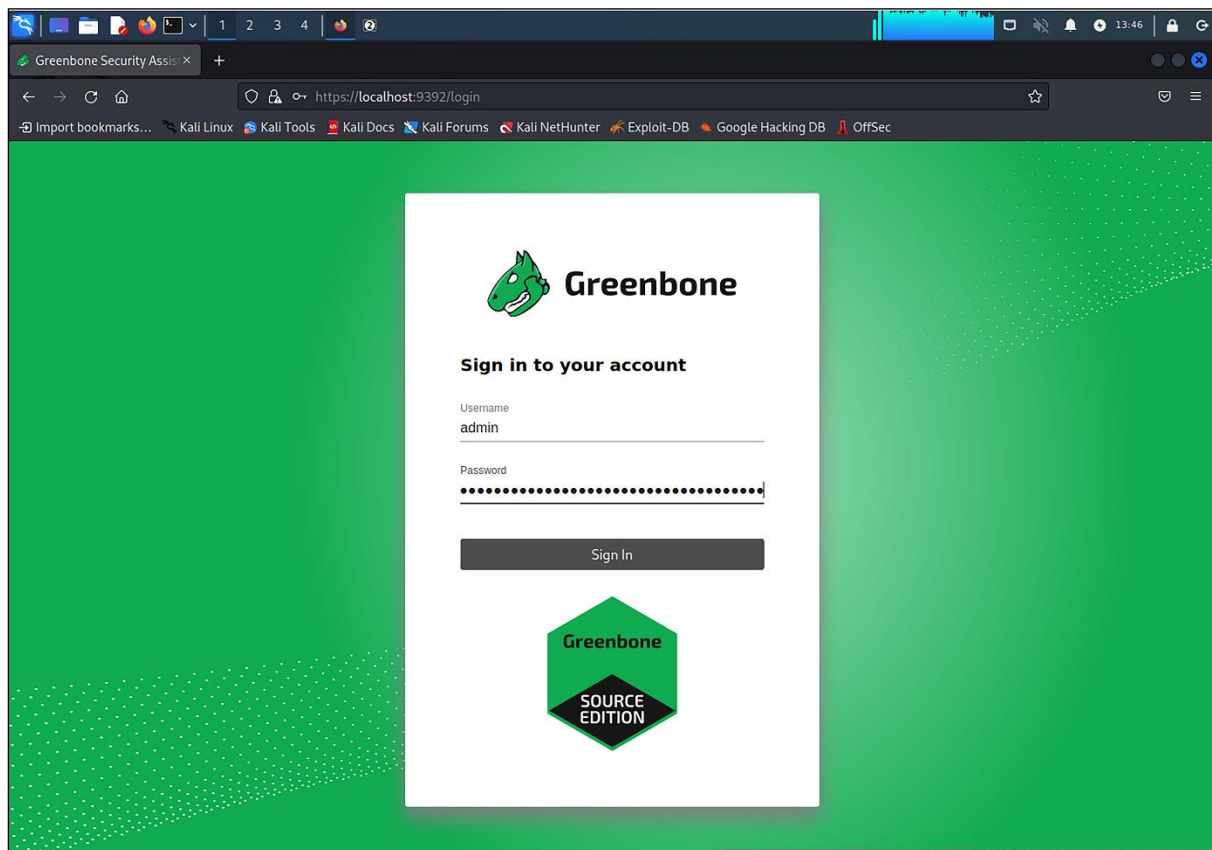 1 2 3 4 13:46
Greenbone Security Assis
https://localhost:9392/login
Import bookmarks... Kali Linux Kali Tools Kali Docs Kali Forums Kali NetHunter Exploit-DB Google Hacking DB OffSec
Greenbone
Sign in to your account
Username
admin
Password
••••••••••••••••••••••••••••••••••••
Sign In
Greenbone
SOURCE
EDITION